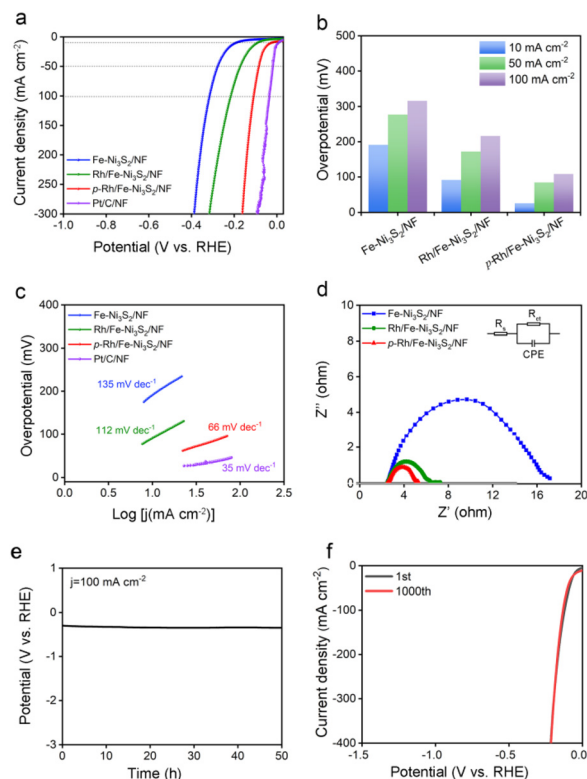 a
Current density (mA cm⁻²)
0
50
100
150
200
250
300
Fe-Ni₃S₂/NF
Rh/Fe-Ni₃S₂/NF
p-Rh/Fe-Ni₃S₂/NF
Pt/C/NF
-1.0
-0.8
-0.6
-0.4
-0.2
0.0
Potential (V vs. RHE)
b
Overpotential (mV)
500
400
300
200
100
0
10 mA cm⁻²
50 mA cm⁻²
100 mA cm⁻²
Fe-Ni₃S₂/NF
Rh/Fe-Ni₃S₂/NF
p-Rh/Fe-Ni₃S₂/NF
c
Overpotential (mV)
400
300
200
100
0
Fe-Ni₃S₂/NF
Rh/Fe-Ni₃S₂/NF
p-Rh/Fe-Ni₃S₂/NF
Pt/C/NF
135 mV dec⁻¹
112 mV dec⁻¹
66 mV dec⁻¹
35 mV dec⁻¹
0.0
0.5
1.0
1.5
2.0
2.5
Log [j(mA cm⁻²)]
d
Z'' (ohm)
10
8
6
4
2
0
Fe-Ni₃S₂/NF
Rh/Fe-Ni₃S₂/NF
p-Rh/Fe-Ni₃S₂/NF
Rₛ
R꜀ₜ
CPE
0
2
4
6
8
10
12
14
16
18
20
Z' (ohm)
e
Potential (V vs. RHE)
1
0
-1
-2
-3
j=100 mA cm⁻²
0
10
20
30
40
50
Time (h)
f
Current density (mA cm⁻²)
0
-100
-200
-300
-400
1st
1000th
-1.5
-1.0
-0.5
0.0
Potential (V vs. RHE)